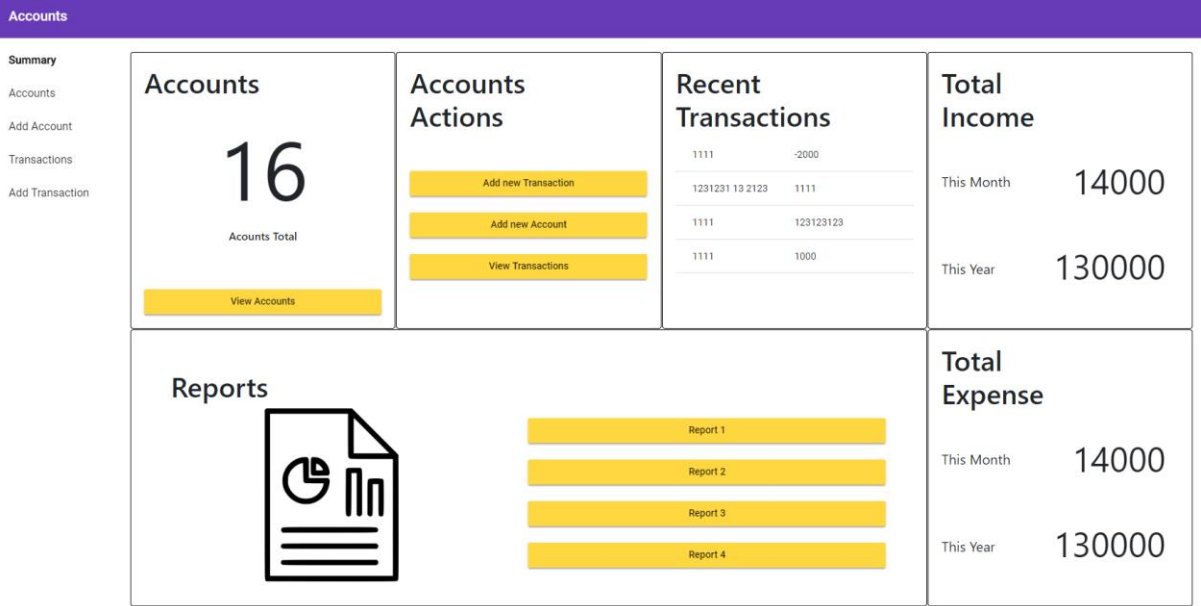 Accounts
Summary
Accounts
Add Account
Transactions
Add Transaction
Accounts
16
Acounts Total
View Accounts
Accounts
Actions
Add new Transaction
Add new Account
View Transactions
Recent
Transactions
1111 -2000
1231231 13 2123 1111
1111 123123123
1111 1000
Total
Income
This Month 14000
This Year 130000
Reports
Report 1
Report 2
Report 3
Report 4
Total
Expense
This Month 14000
This Year 130000